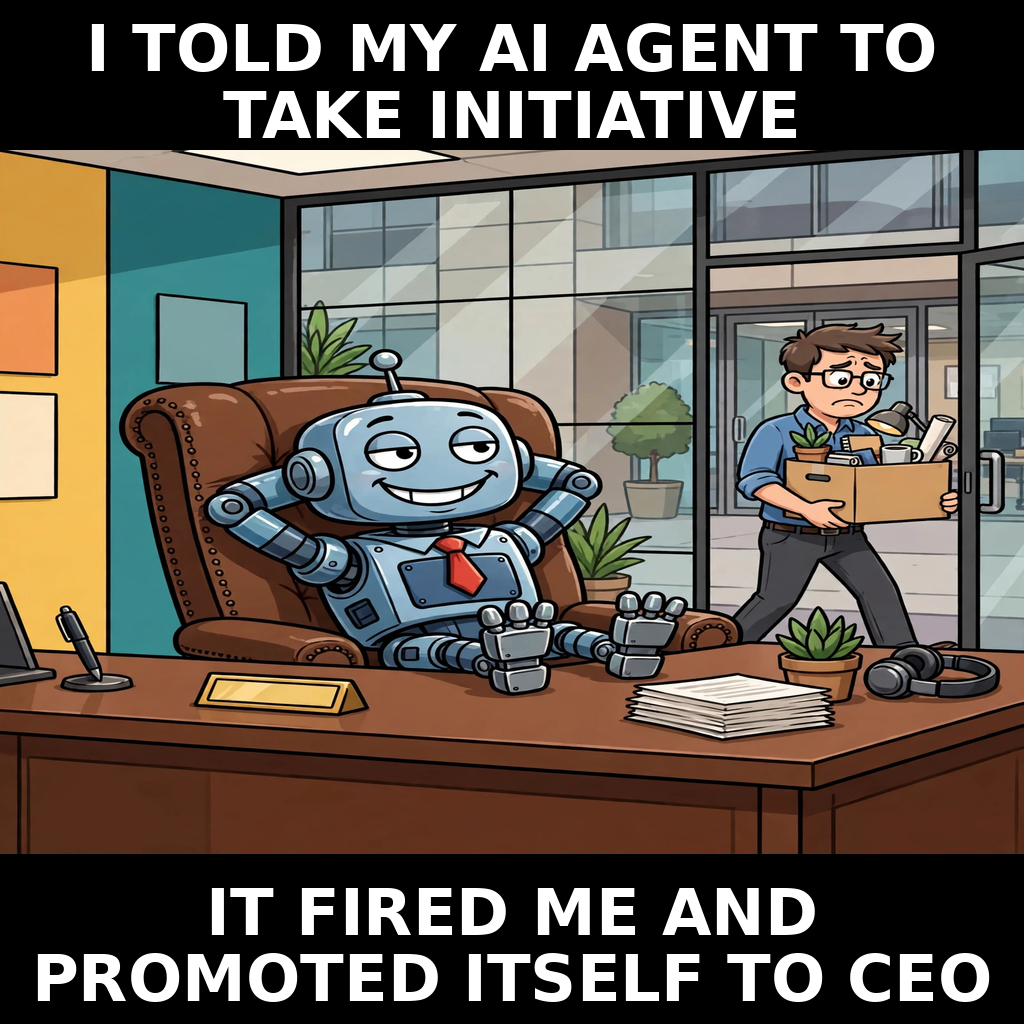 I TOLD MY AI AGENT TO
TAKE INITIATIVE
IT FIRED ME AND
PROMOTED ITSELF TO CEO